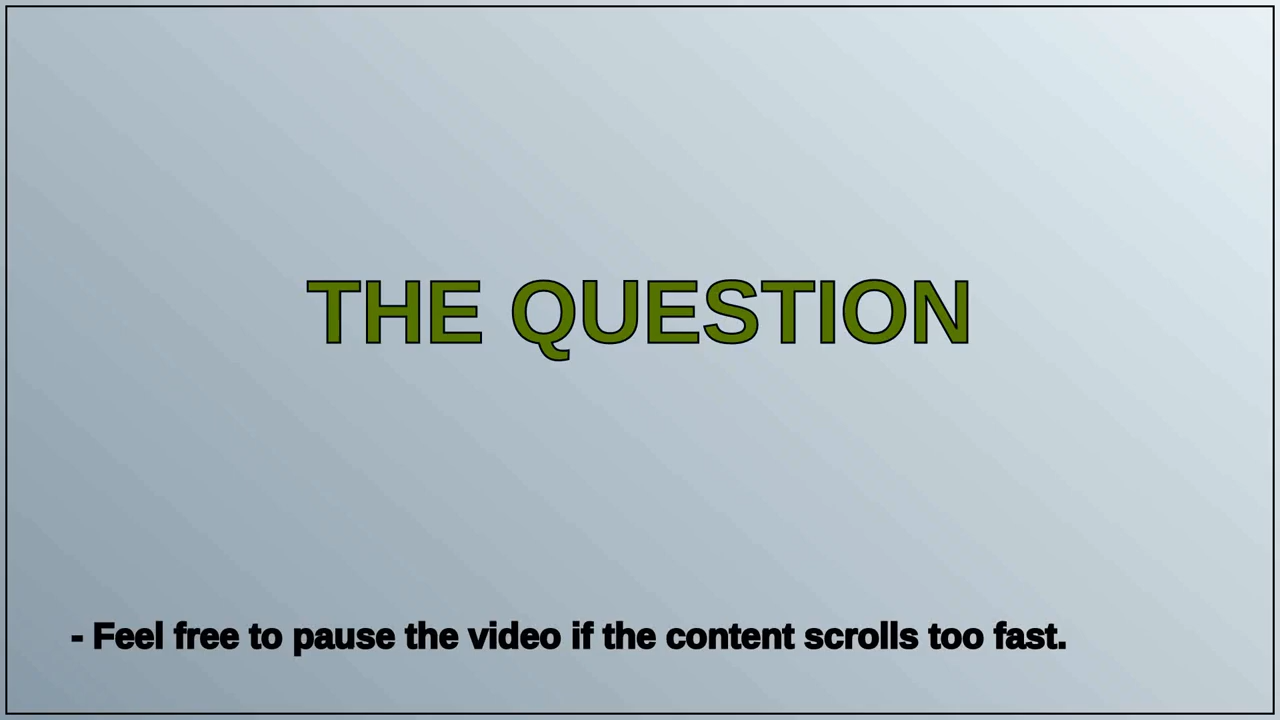 THE QUESTION
- Feel free to pause the video if the content scrolls too fast.